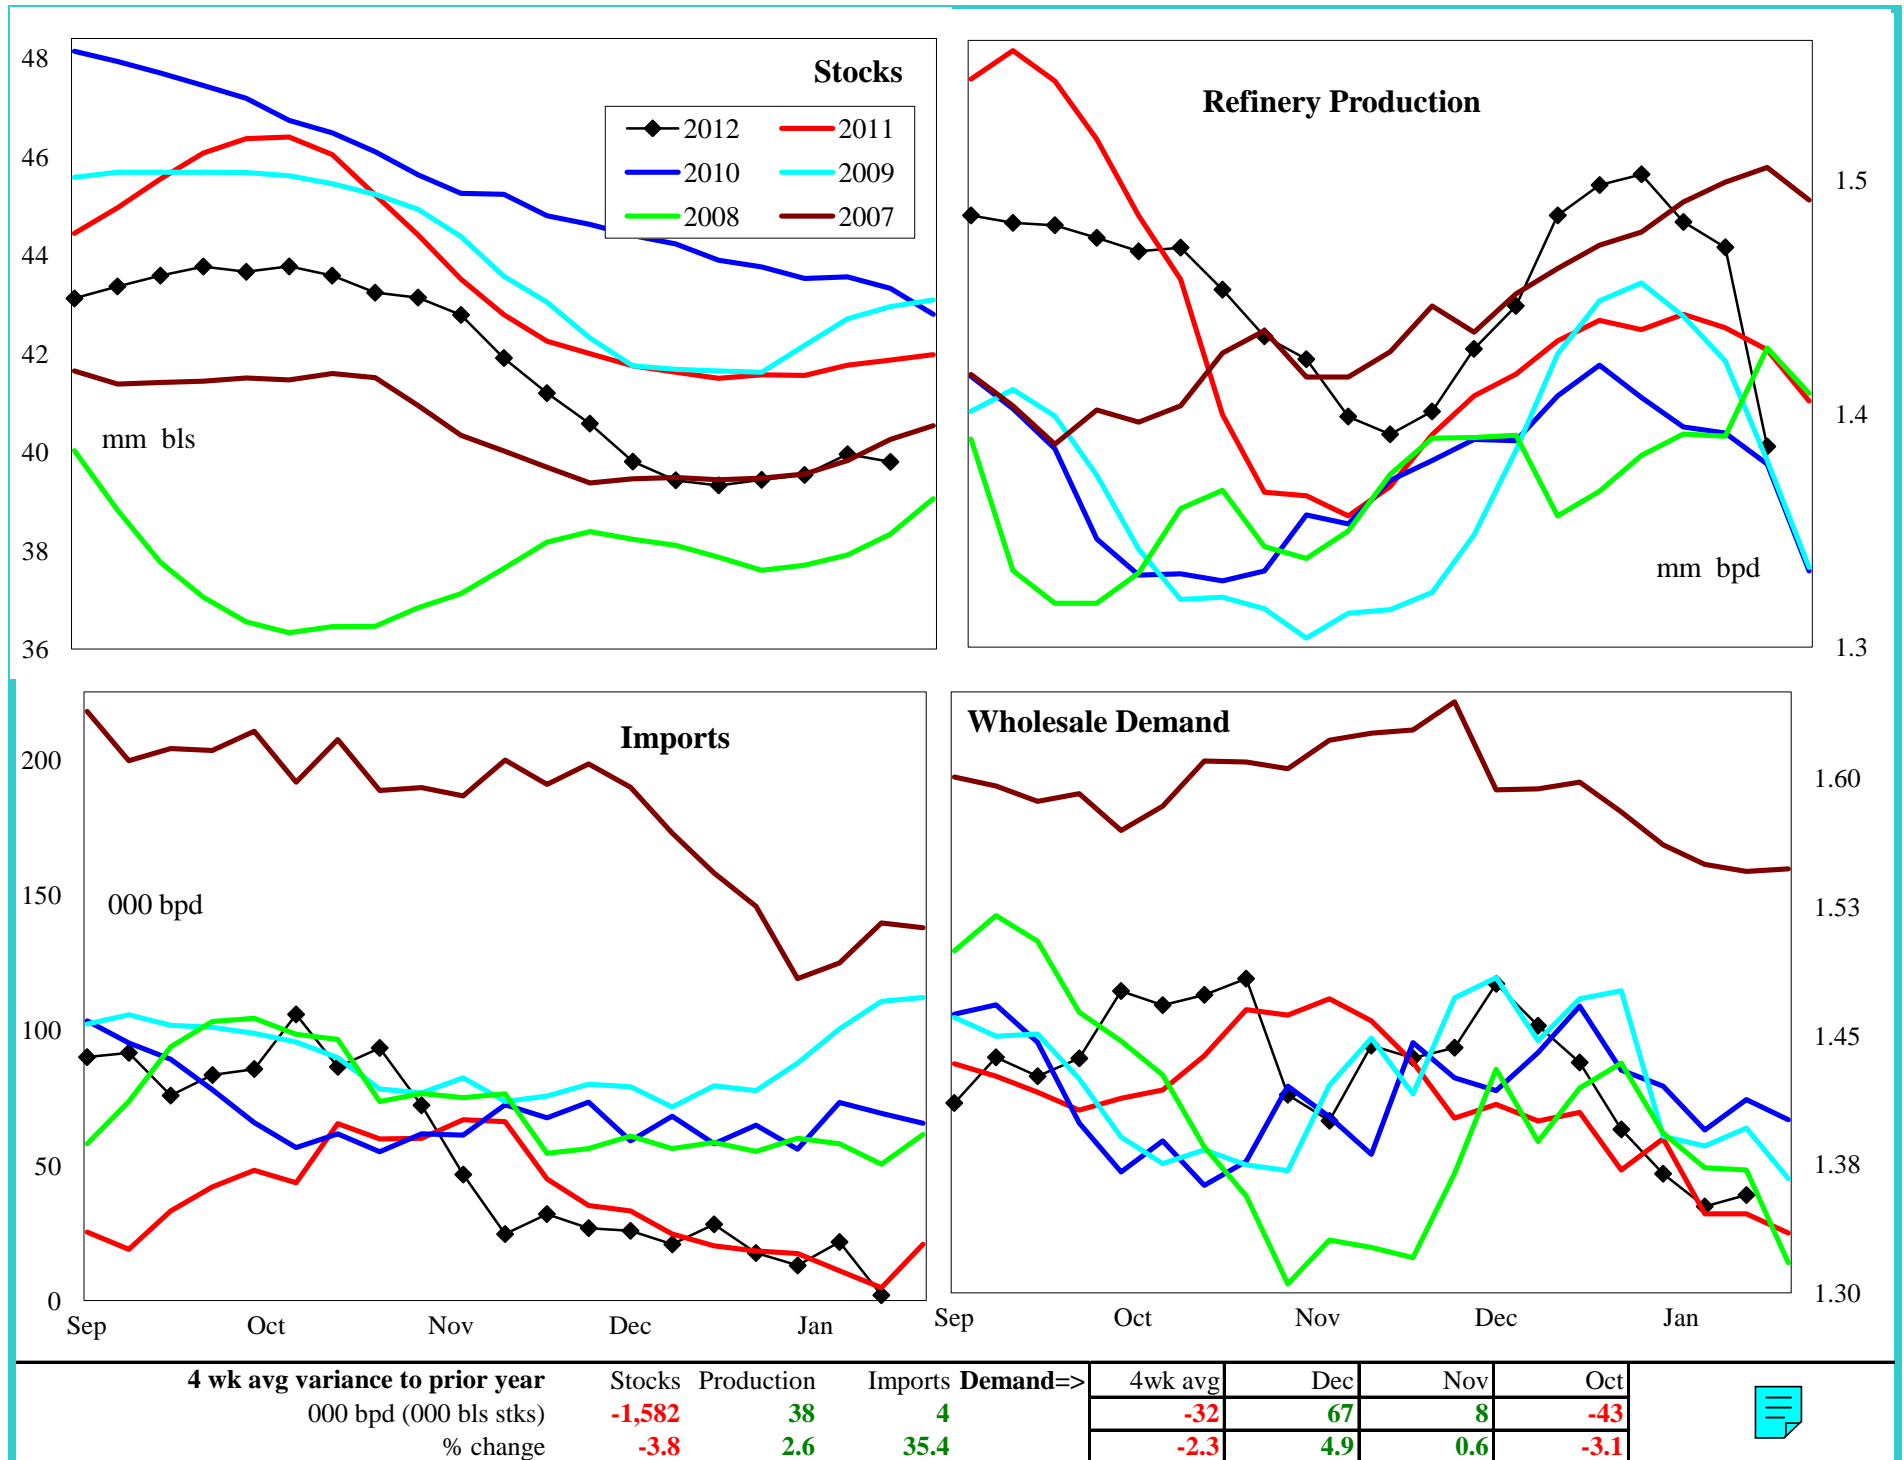 Stocks
48
46
44
42
40
38
36
2012 2011
2010 2009
2008 2007
mm bls
Refinery Production
1.5
1.4
1.3
mm bpd
Imports
200
150
100
50
0
000 bpd
Sep Oct Nov Dec Jan
Wholesale Demand
1.60
1.53
1.45
1.38
1.30
Sep Oct Nov Dec Jan
4 wk avg variance to prior year Stocks Production Imports Demand=> 4wk avg Dec Nov Oct
000 bpd (000 bls stks) -1,582 38 4 -32 67 8 -43
% change -3.8 2.6 35.4 -2.3 4.9 0.6 -3.1